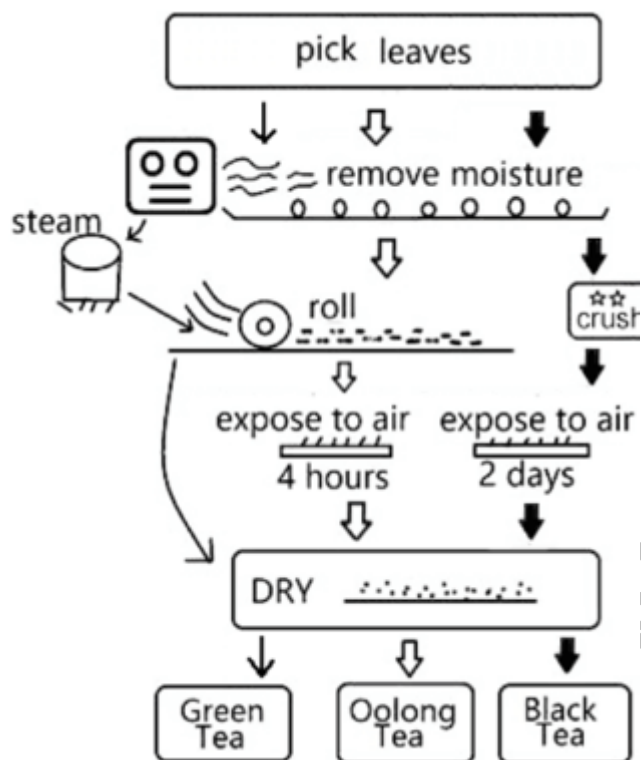 pick leaves
remove moisture
steam
roll
crush
expose to air
4 hours
expose to air
2 days
DRY
Green
Tea
Oolong
Tea
Black
Tea